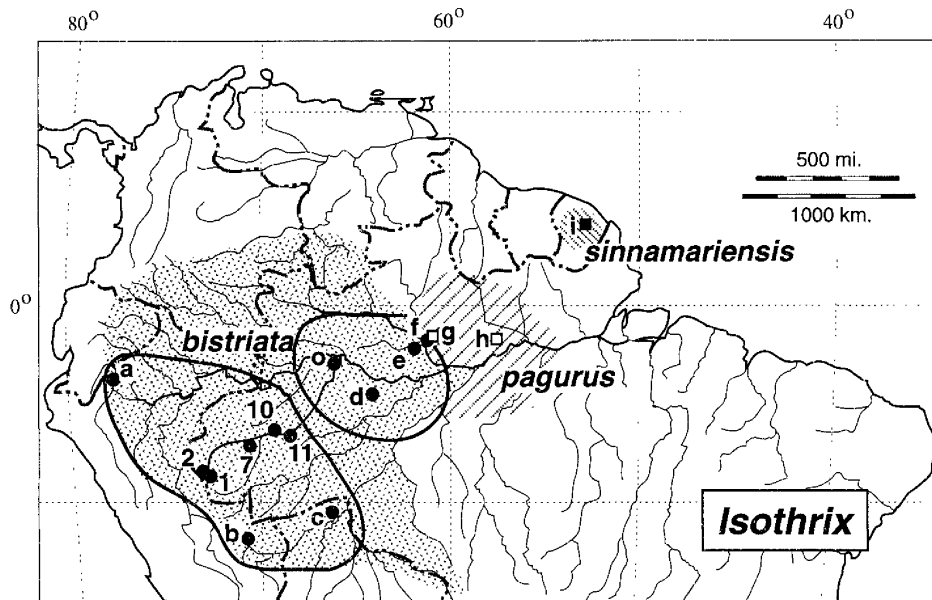 80° 60° 40°
500 mi.
1000 km.
i
sinnamariensis
0°
bistriata
f
g
h
o
e
pagurus
a
d
10
11
2
7
1
c
b
Isothrix